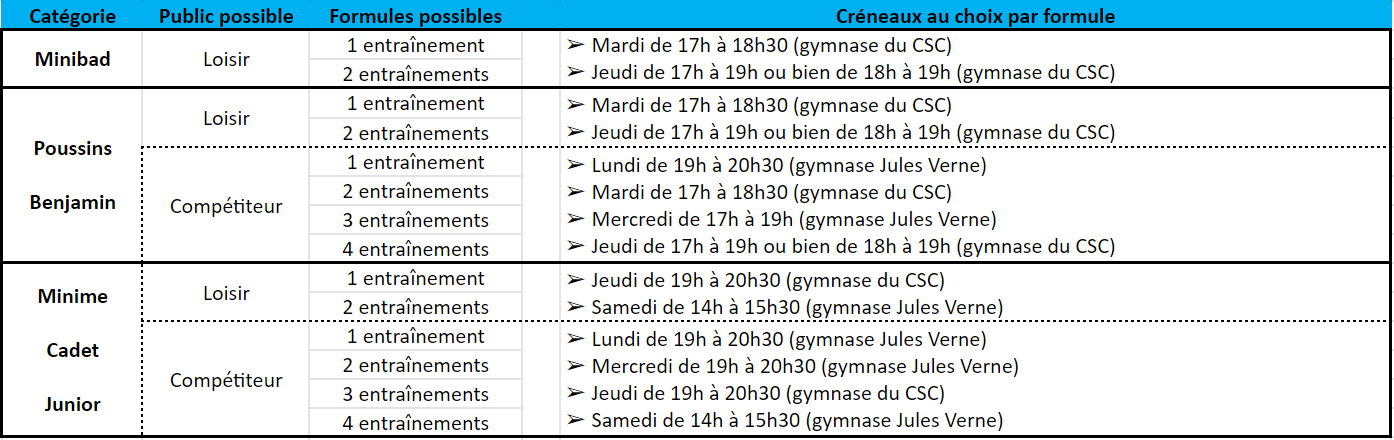 Catégorie Public possible Formules possibles Créneaux au choix par formule
Minibad
Loisir
1 entraînement
2 entraînements
➢ Mardi de 17h à 18h30 (gymnase du CSC)
➢ Jeudi de 17h à 19h ou bien de 18h à 19h (gymnase du CSC)
Poussins
Benjamin
Loisir
1 entraînement
2 entraînements
➢ Mardi de 17h à 18h30 (gymnase du CSC)
➢ Jeudi de 17h à 19h ou bien de 18h à 19h (gymnase du CSC)
Compétiteur
1 entraînement
2 entraînements
3 entraînements
4 entraînements
➢ Lundi de 19h à 20h30 (gymnase Jules Verne)
➢ Mardi de 17h à 18h30 (gymnase du CSC)
➢ Mercredi de 17h à 19h (gymnase Jules Verne)
➢ Jeudi de 17h à 19h ou bien de 18h à 19h (gymnase du CSC)
Minime
Cadet
Junior
Loisir
1 entraînement
2 entraînements
➢ Jeudi de 19h à 20h30 (gymnase du CSC)
➢ Samedi de 14h à 15h30 (gymnase Jules Verne)
Compétiteur
1 entraînement
2 entraînements
3 entraînements
4 entraînements
➢ Lundi de 19h à 20h30 (gymnase Jules Verne)
➢ Mercredi de 19h à 20h30 (gymnase Jules Verne)
➢ Jeudi de 19h à 20h30 (gymnase du CSC)
➢ Samedi de 14h à 15h30 (gymnase Jules Verne)